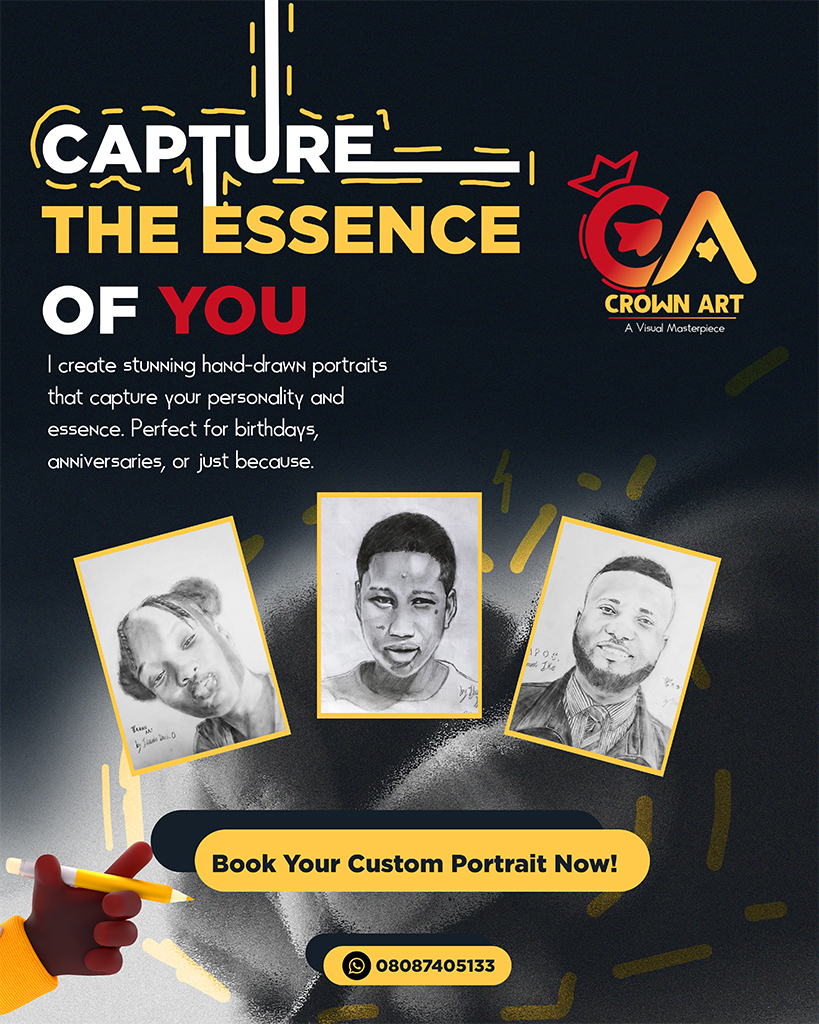 CAPTURE
THE ESSENCE
OF YOU
CA
CROWN ART
A Visual Masterpiece
I create stunning hand-drawn portraits
that capture your personality and
essence. Perfect for birthdays,
anniversaries, or just because.
Book Your Custom Portrait Now!
08087405133